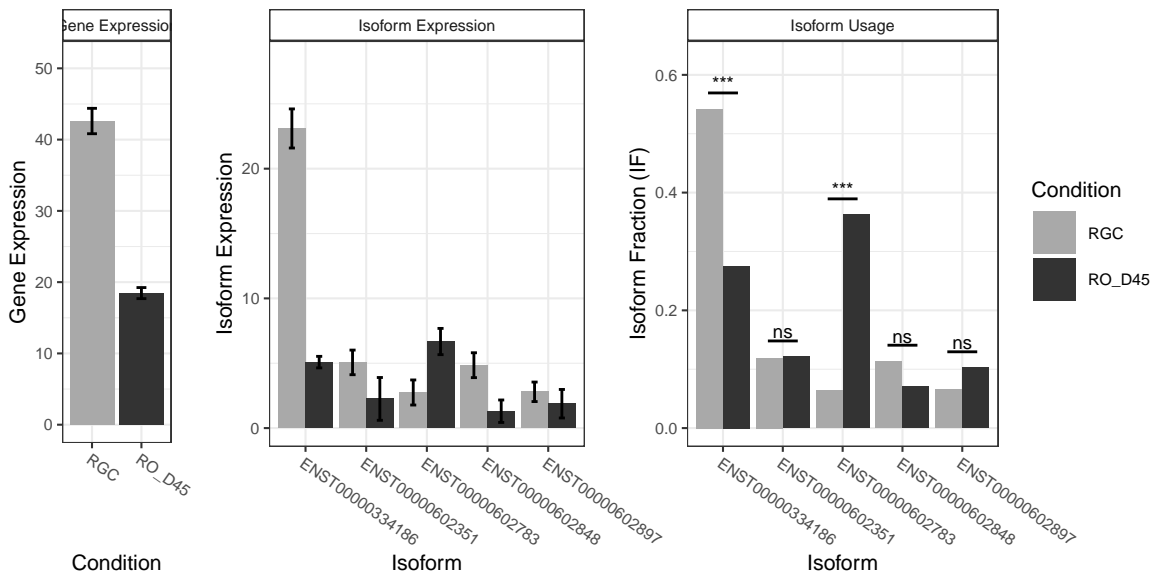 Gene Expression
Gene Expression
50
40
30
20
10
0
RGC
RO_D45
Condition
Isoform Expression
Isoform Expression
20
10
0
ENST00000334186
ENST00000602351
ENST00000602783
ENST00000602848
ENST00000602897
Isoform
Isoform Usage
Isoform Fraction (IF)
0.6
0.4
0.2
0.0
***
ns
***
ns
ns
ENST00000334186
ENST00000602351
ENST00000602783
ENST00000602848
ENST00000602897
Isoform
Condition
RGC
RO_D45